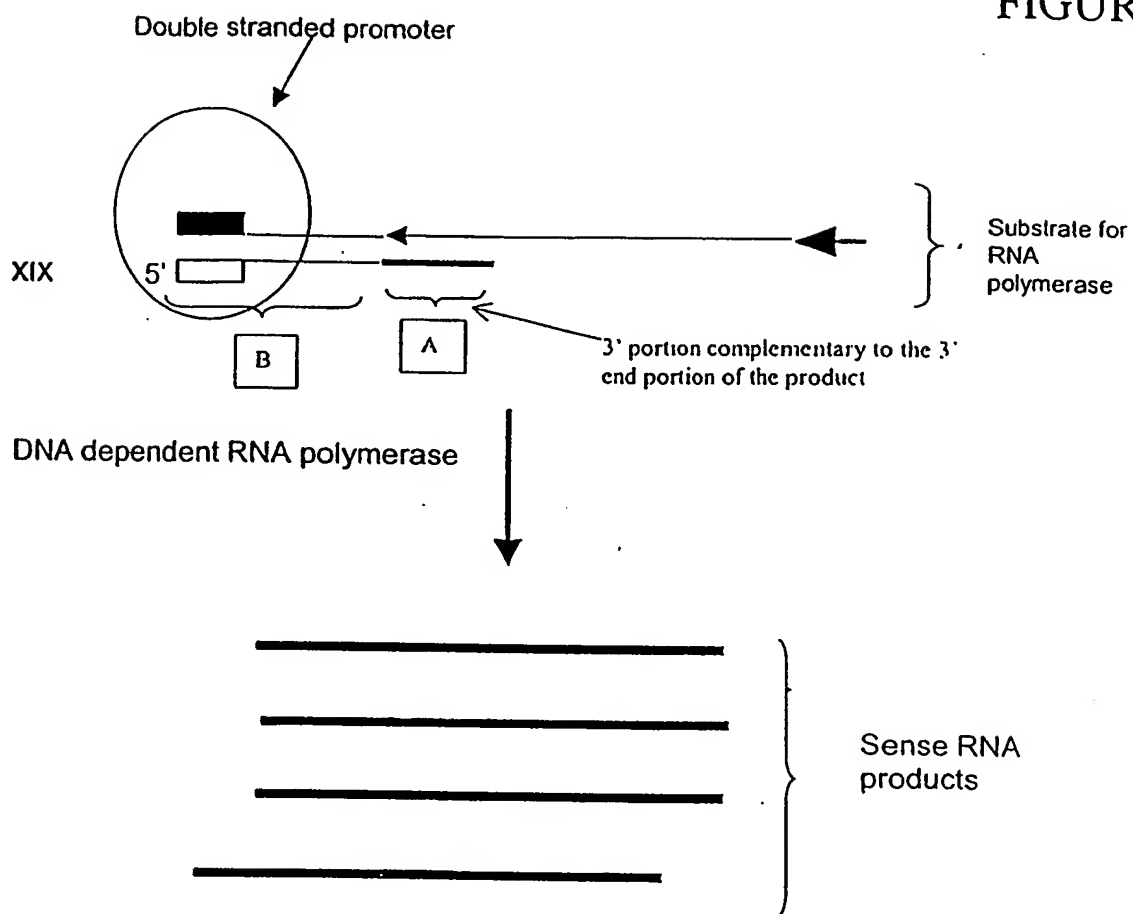 FIGUR
Double stranded promoter
Substrate for
RNA
polymerase
XIX
5'
B
A
3' portion complementary to the 3'
end portion of the product
DNA dependent RNA polymerase
Sense RNA
products